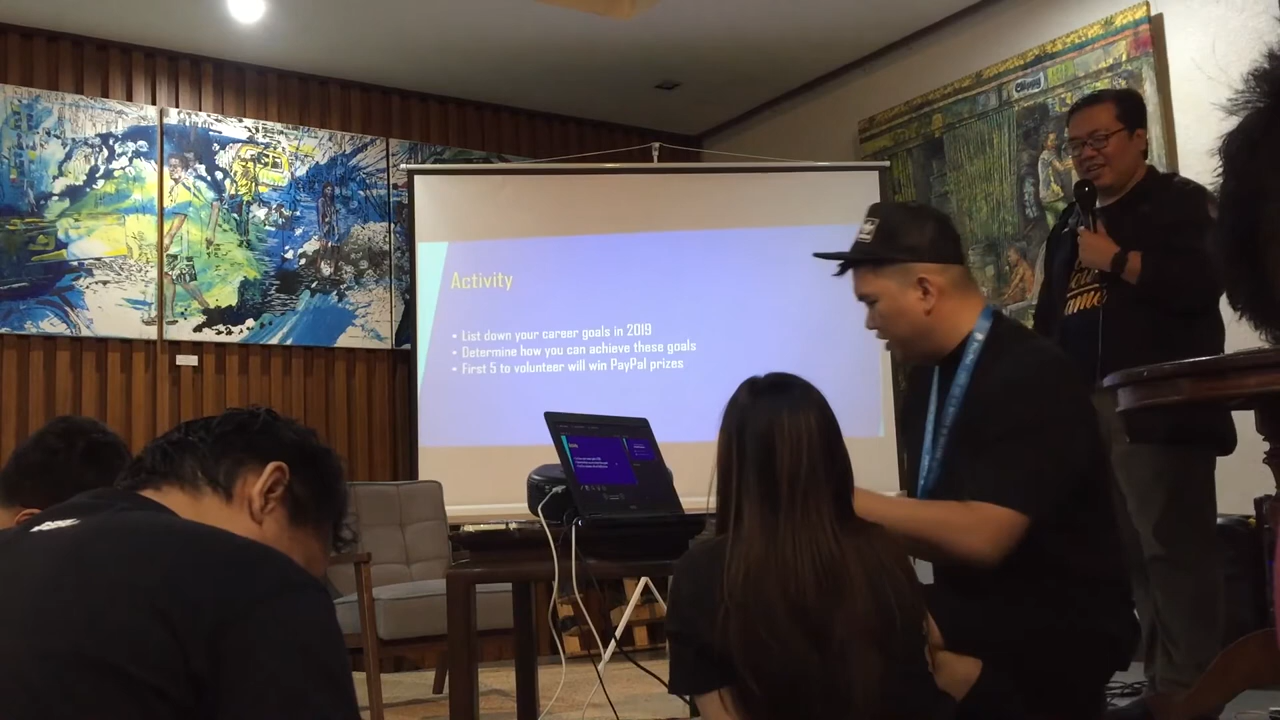 Activity
• List down your career goals in 2019
• Determine how you can achieve these goals
• First 5 to volunteer will win PayPal prizes